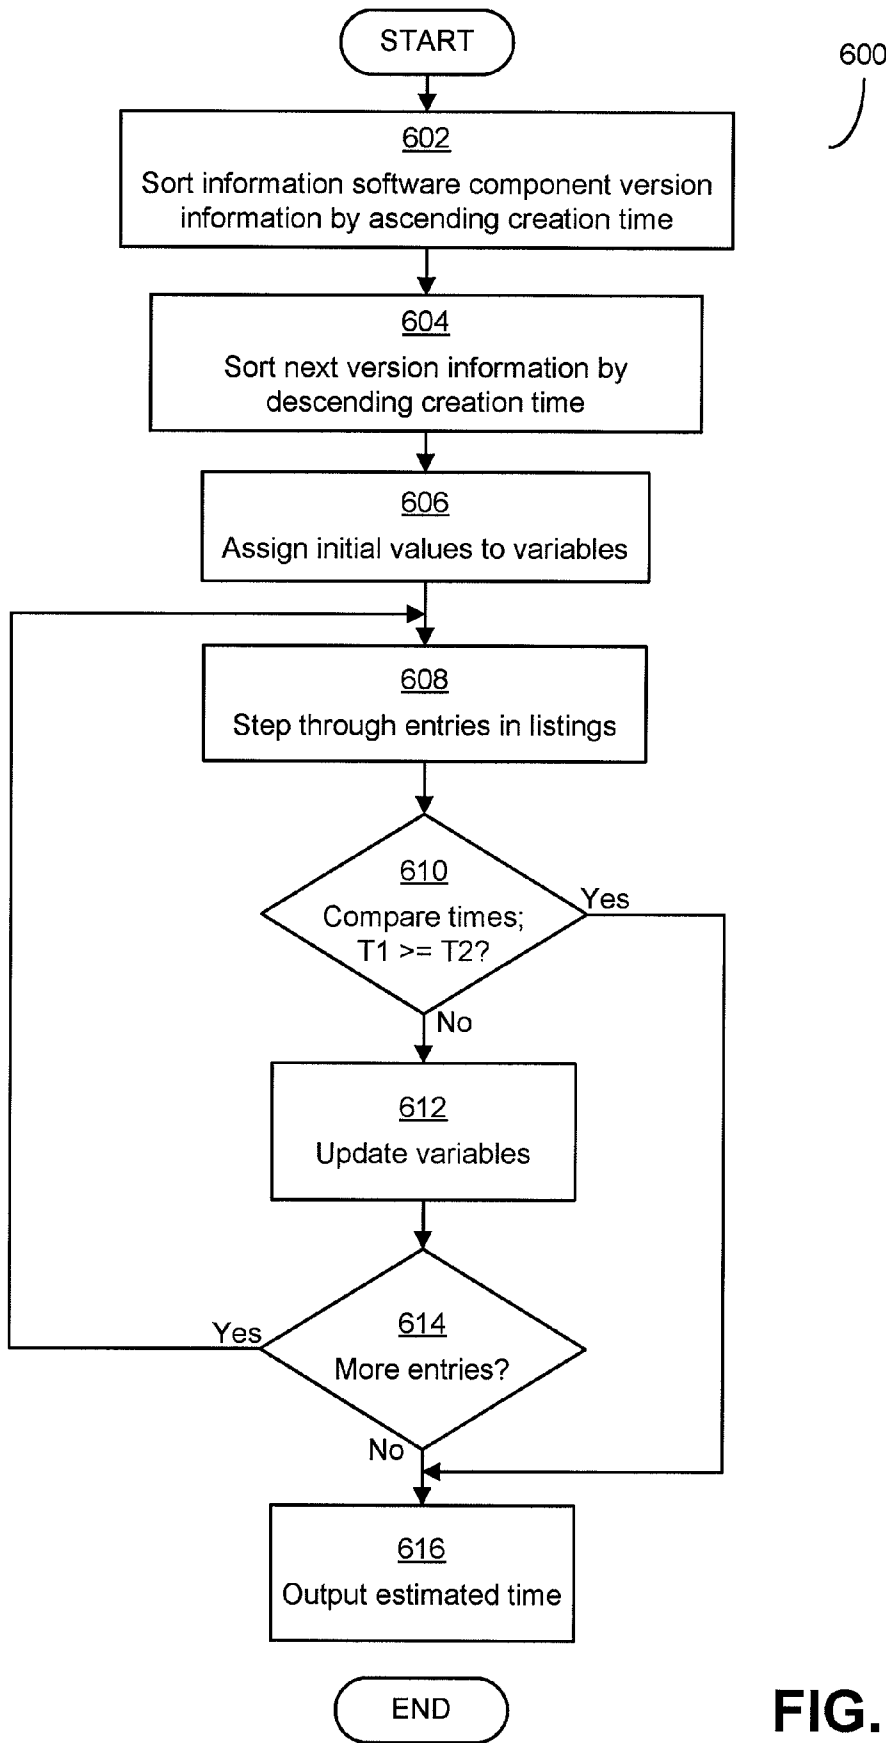 START
600
602
Sort information software component version
information by ascending creation time
604
Sort next version information by
descending creation time
606
Assign initial values to variables
608
Step through entries in listings
610
Compare times;
T1 >= T2?
Yes
No
612
Update variables
614
More entries?
Yes
No
616
Output estimated time
END
FIG.